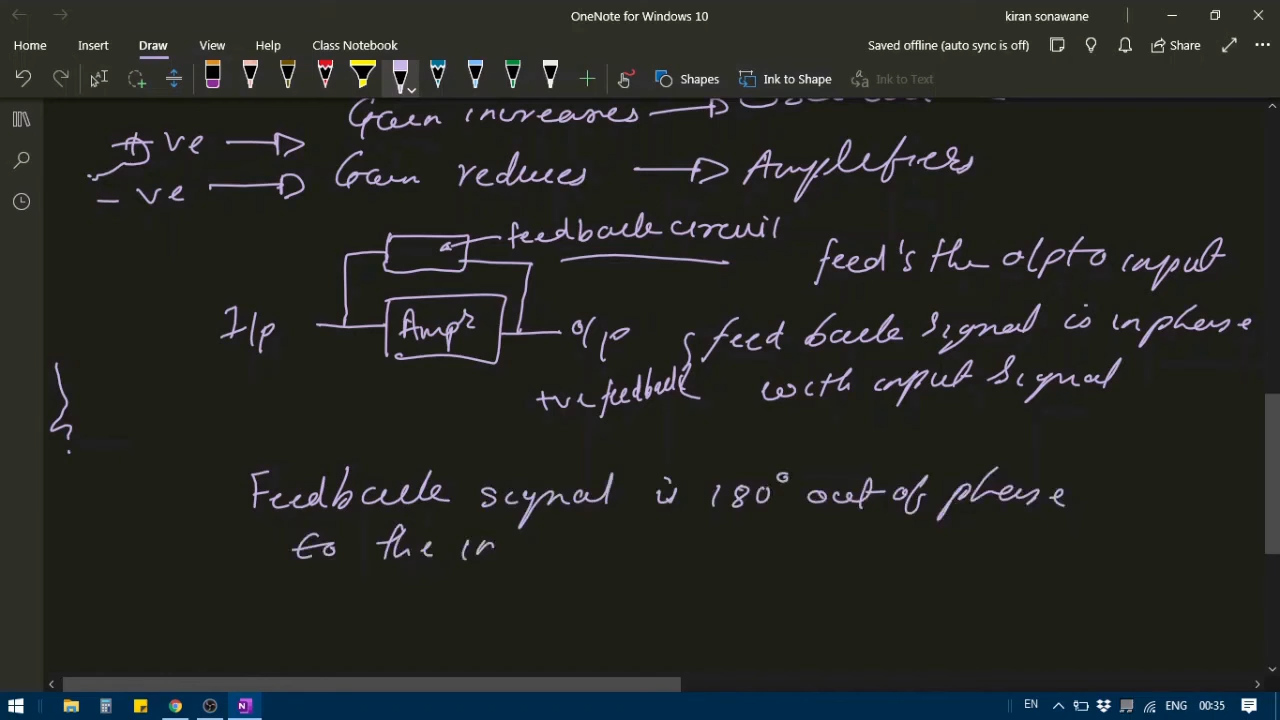 OneNote for Windows 10
kiran sonawane
Home Insert Draw View Help Class Notebook
Saved offline (auto sync is off)
Share
Shapes
Ink to Shape
Ink to Text
Gain increases
+ ve
Gain reduces
Amplifiers
- ve
feedback circuit
feed's the o/p to input
I/p
Ampr
o/p
feed back signal is in phase
+ve feedback
with input signal
Feedback signal is 180° out of phase
to the in
EN
ENG
00:35